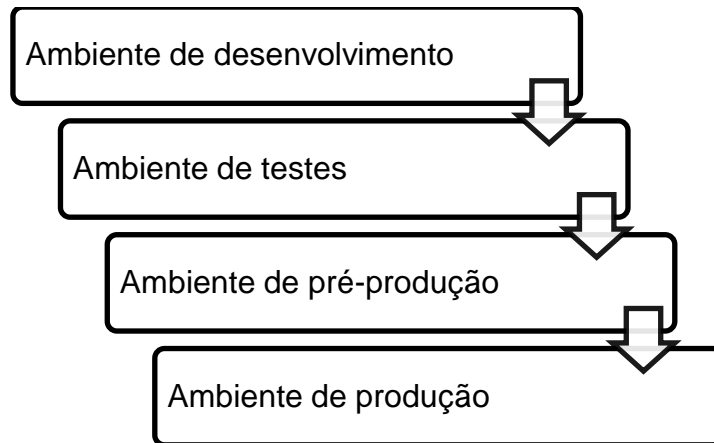 Ambiente de desenvolvimento
Ambiente de testes
Ambiente de pré-produção
Ambiente de produção